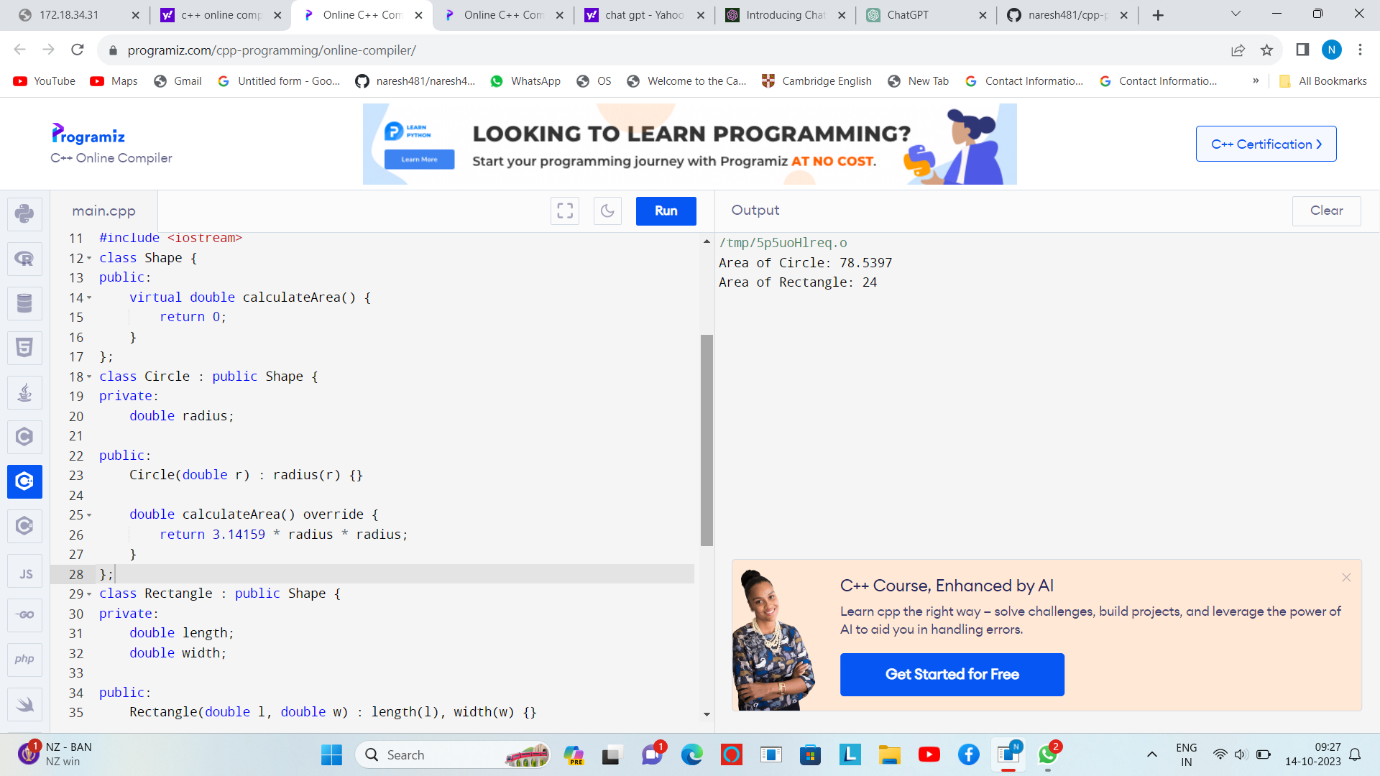 172.18.34.31
c++ online comp
Online C++ Com
Online C++ Com
chat gpt - Yahoo
Introducing Chat
ChatGPT
naresh481/cpp-p
programiz.com/cpp-programming/online-compiler/
N
YouTube
Maps
Gmail
Untitled form - Goo...
naresh481/naresh4...
WhatsApp
OS
Welcome to the Ca...
Cambridge English
New Tab
Contact Informatio...
Contact Informatio...
»
All Bookmarks
Programiz
C++ Online Compiler
LEARN
PYTHON
Learn More
LOOKING TO LEARN PROGRAMMING?
Start your programming journey with Programiz AT NO COST.
C++ Certification >
main.cpp
Run
Output
Clear
11 #include <iostream>
12 class Shape {
13 public:
14 virtual double calculateArea() {
15 return 0;
16 }
17 };
18 class Circle : public Shape {
19 private:
20 double radius;
21
22 public:
23 Circle(double r) : radius(r) {}
24
25 double calculateArea() override {
26 return 3.14159 * radius * radius;
27 }
28 };
29 class Rectangle : public Shape {
30 private:
31 double length;
32 double width;
33
34 public:
35 Rectangle(double l, double w) : length(l), width(w) {}
/tmp/5p5uoHlreq.o
Area of Circle: 78.5397
Area of Rectangle: 24
JS
GO
php
C++ Course, Enhanced by AI
Learn cpp the right way – solve challenges, build projects, and leverage the power of
AI to aid you in handling errors.
Get Started for Free
1
NZ - BAN
NZ win
Search
PRE
1
L
N
2
ENG
IN
09:27
14-10-2023